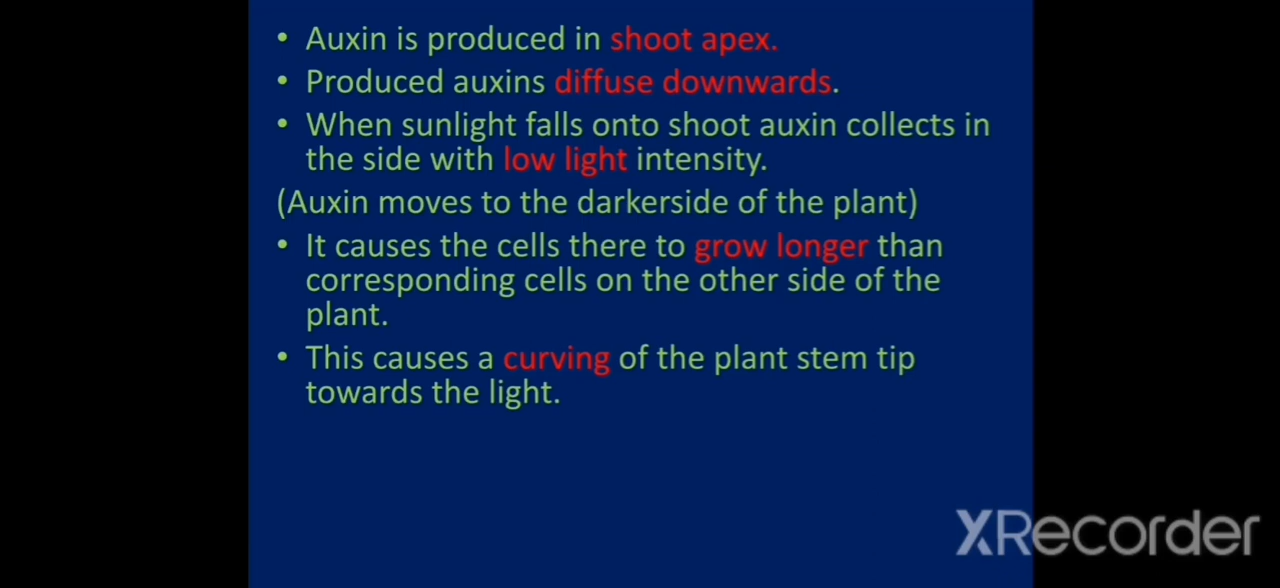 • Auxin is produced in shoot apex.
• Produced auxins diffuse downwards.
• When sunlight falls onto shoot auxin collects in
the side with low light intensity.
(Auxin moves to the darkerside of the plant)
• It causes the cells there to grow longer than
corresponding cells on the other side of the
plant.
• This causes a curving of the plant stem tip
towards the light.
XRecorder